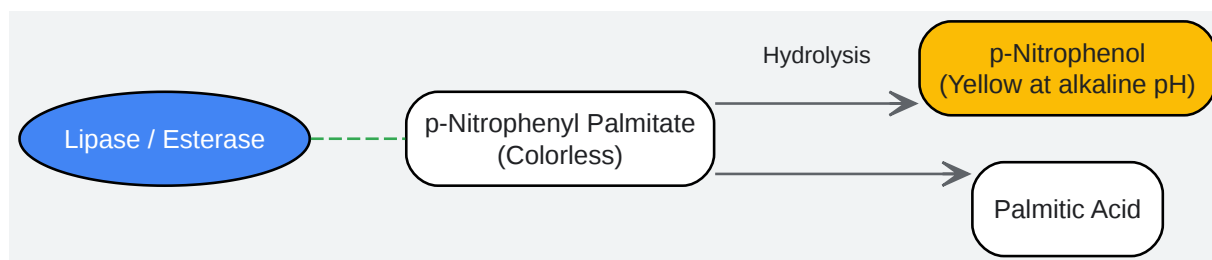 Lipase / Esterase
p-Nitrophenyl Palmitate
(Colorless)
Hydrolysis
p-Nitrophenol
(Yellow at alkaline pH)
Palmitic Acid